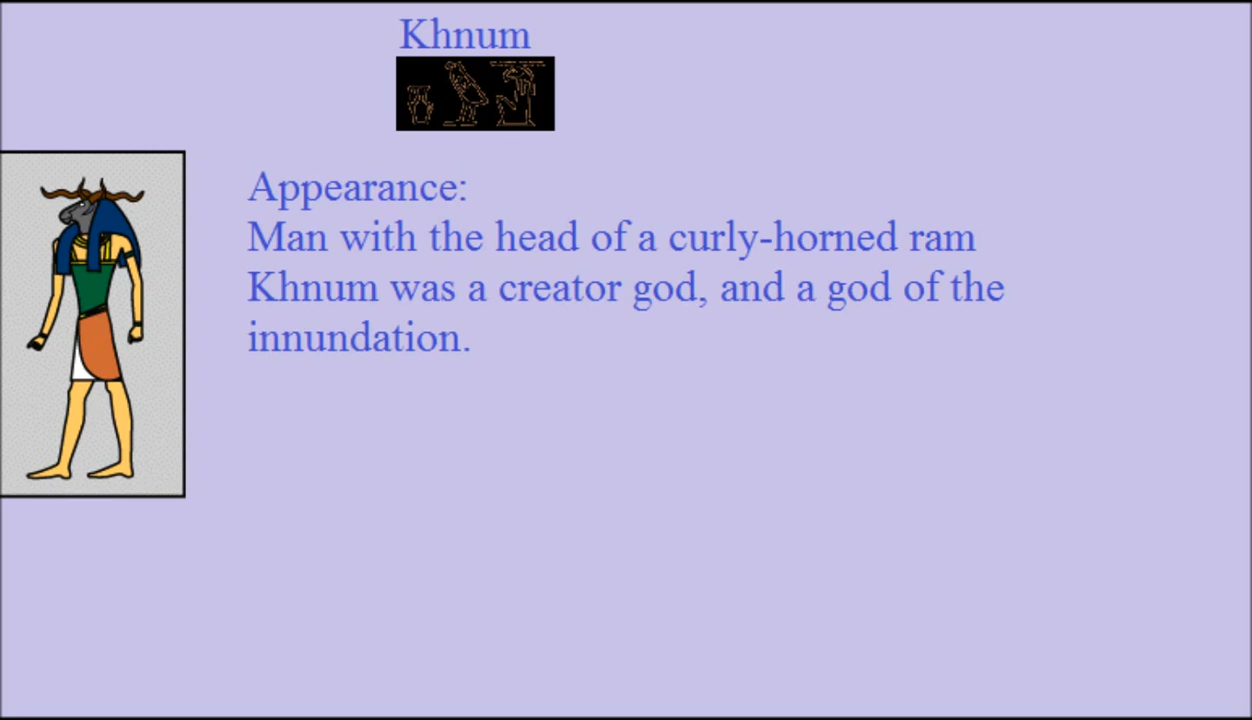 Khnum
Appearance:
Man with the head of a curly-horned ram
Khnum was a creator god, and a god of the
innundation.